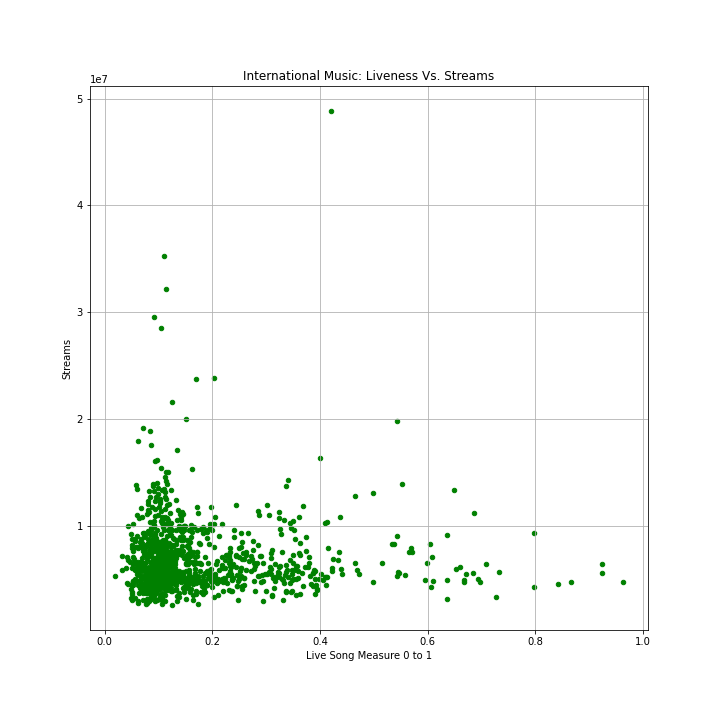 International Music: Liveness Vs. Streams
1e7
5
4
3
2
1
Streams
0.0 0.2 0.4 0.6 0.8 1.0
Live Song Measure 0 to 1